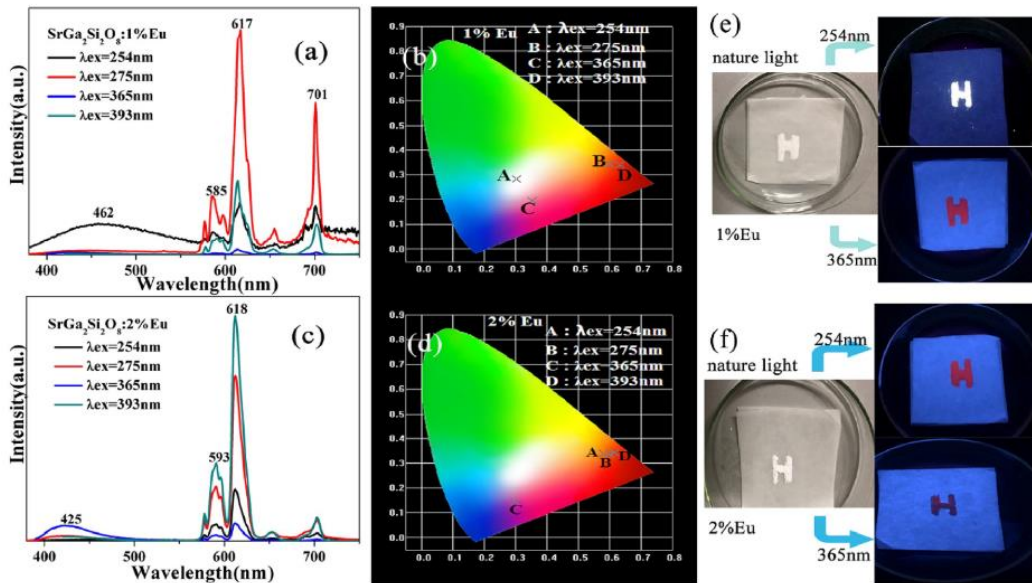 (a)
SrGa2Si2O8:1%Eu
λex=254nm
λex=275nm
λex=365nm
λex=393nm
Intensity(a.u.)
462
585
617
701
400
450
500
550
600
650
700
Wavelength(nm)
(b)
1% Eu
A : λex=254nm
B : λex=275nm
C : λex=365nm
D : λex=393nm
0.9
0.8
0.7
0.6
0.5
0.4
0.3
0.2
0.1
0.0
0.0 0.1 0.2 0.3 0.4 0.5 0.6 0.7 0.8
A
B
C
D
(c)
SrGa2Si2O8:2%Eu
λex=254nm
λex=275nm
λex=365nm
λex=393nm
Intensity(a.u.)
425
593
618
400
450
500
550
600
650
700
Wavelength(nm)
(d)
2% Eu
A : λex=254nm
B : λex=275nm
C : λex=365nm
D : λex=393nm
0.9
0.8
0.7
0.6
0.5
0.4
0.3
0.2
0.1
0.0
0.0 0.1 0.2 0.3 0.4 0.5 0.6 0.7 0.8
A
B
C
D
(e)
nature light
254nm
365nm
1%Eu
H
H
H
(f)
nature light
254nm
365nm
2%Eu
H
H
H